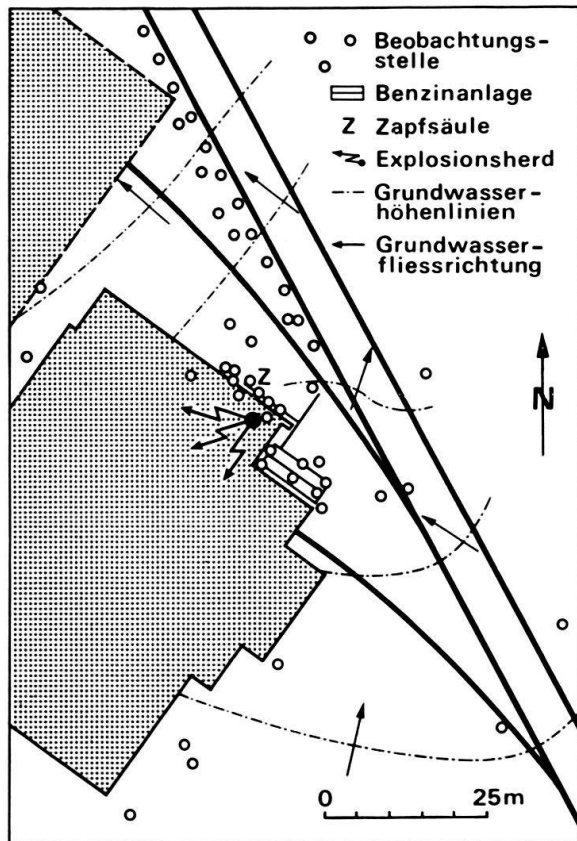 Beobachtungs-
stelle
Benzinanlage
Z Zapfsäule
Explosionsherd
Grundwasser-
höhenlinien
Grundwasser-
fliessrichtung
Z
N
0 25m